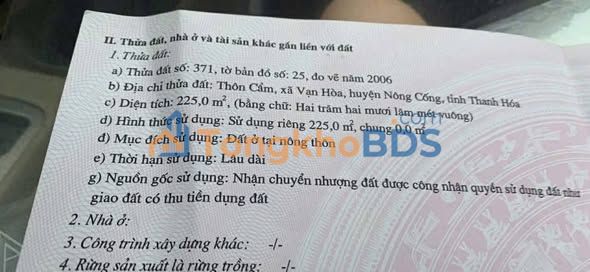 II. Thửa đất, nhà ở và tài sản khác gắn liền với đất
1. Thửa đất:
a) Thửa đất số: 371, tờ bản đồ số: 25, đo vẽ năm 2006
b) Địa chỉ thửa đất: Thôn Cẩm, xã Vạn Hòa, huyện Nông Cống, tỉnh Thanh Hóa
c) Diện tích: 225,0 m², (bằng chữ: Hai trăm hai mươi lăm mét vuông)
d) Hình thức sử dụng: Sử dụng riêng 225,0 m², chung 0,0 m²
đ) Mục đích sử dụng: Đất ở tại nông thôn
e) Thời hạn sử dụng: Lâu dài
g) Nguồn gốc sử dụng: Nhận chuyển nhượng đất được công nhận quyền sử dụng đất như
giao đất có thu tiền dụng đất
2. Nhà ở:
3. Công trình xây dựng khác: -/-
4. Rừng sản xuất là rừng trồng: -/-
TongkhoBDS
.com